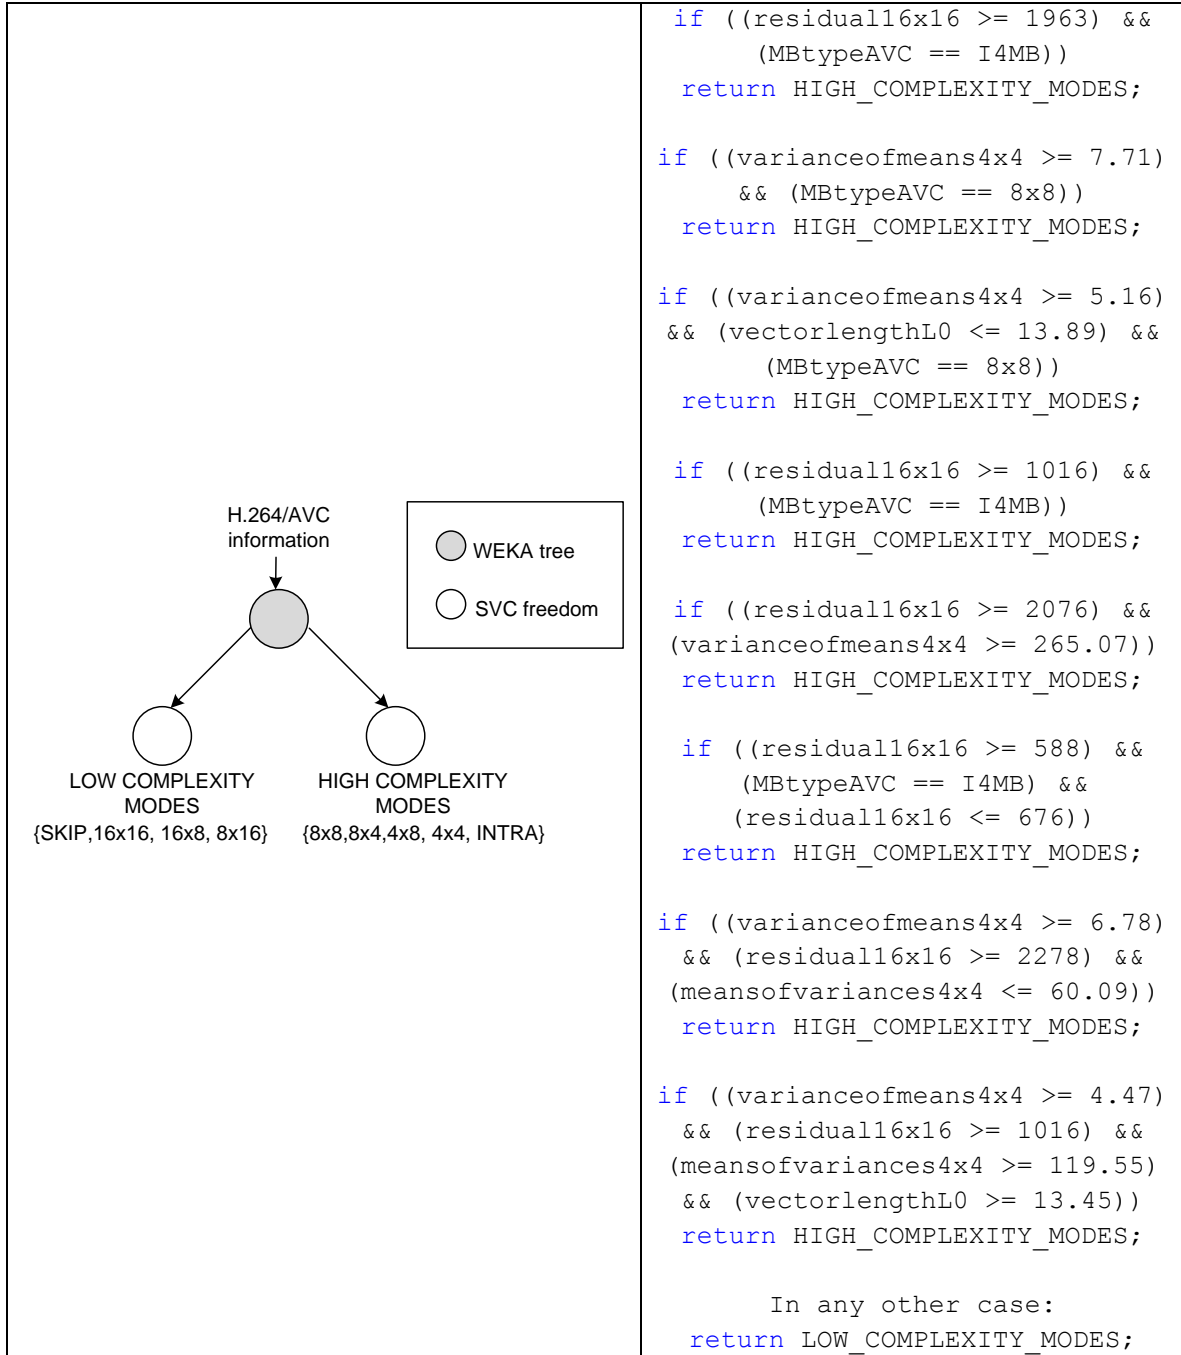 H.264/AVC
information
WEKA tree
SVC freedom
LOW COMPLEXITY
MODES
{SKIP,16x16, 16x8, 8x16}
HIGH COMPLEXITY
MODES
{8x8,8x4,4x8, 4x4, INTRA}
if ((residual16x16 >= 1963) &&
(MBtypeAVC == I4MB))
return HIGH_COMPLEXITY_MODES;
if ((varianceofmeans4x4 >= 7.71)
&& (MBtypeAVC == 8x8))
return HIGH_COMPLEXITY_MODES;
if ((varianceofmeans4x4 >= 5.16)
&& (vectorlengthL0 <= 13.89) &&
(MBtypeAVC == 8x8))
return HIGH_COMPLEXITY_MODES;
if ((residual16x16 >= 1016) &&
(MBtypeAVC == I4MB))
return HIGH_COMPLEXITY_MODES;
if ((residual16x16 >= 2076) &&
(varianceofmeans4x4 >= 265.07))
return HIGH_COMPLEXITY_MODES;
if ((residual16x16 >= 588) &&
(MBtypeAVC == I4MB) &&
(residual16x16 <= 676))
return HIGH_COMPLEXITY_MODES;
if ((varianceofmeans4x4 >= 6.78)
&& (residual16x16 >= 2278) &&
(meansofvariances4x4 <= 60.09))
return HIGH_COMPLEXITY_MODES;
if ((varianceofmeans4x4 >= 4.47)
&& (residual16x16 >= 1016) &&
(meansofvariances4x4 >= 119.55)
&& (vectorlengthL0 >= 13.45))
return HIGH_COMPLEXITY_MODES;
In any other case:
return LOW_COMPLEXITY_MODES;